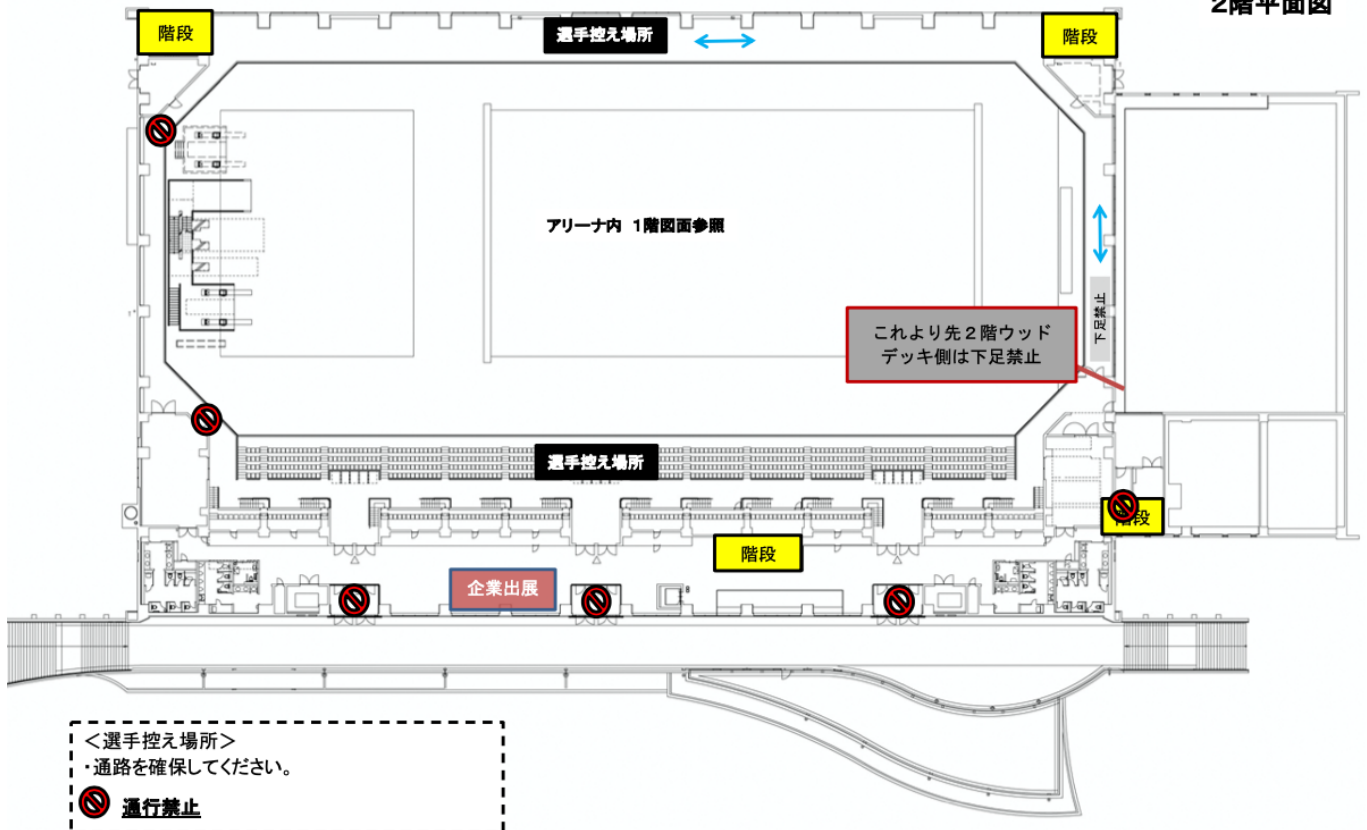 2階平面図
階段
選手控え場所
階段
アリーナ内 1階図面参照
下足禁止
これより先2階ウッド
デッキ側は下足禁止
選手控え場所
階段
階段
企業出展
＜選手控え場所＞
・通路を確保してください。
通行禁止